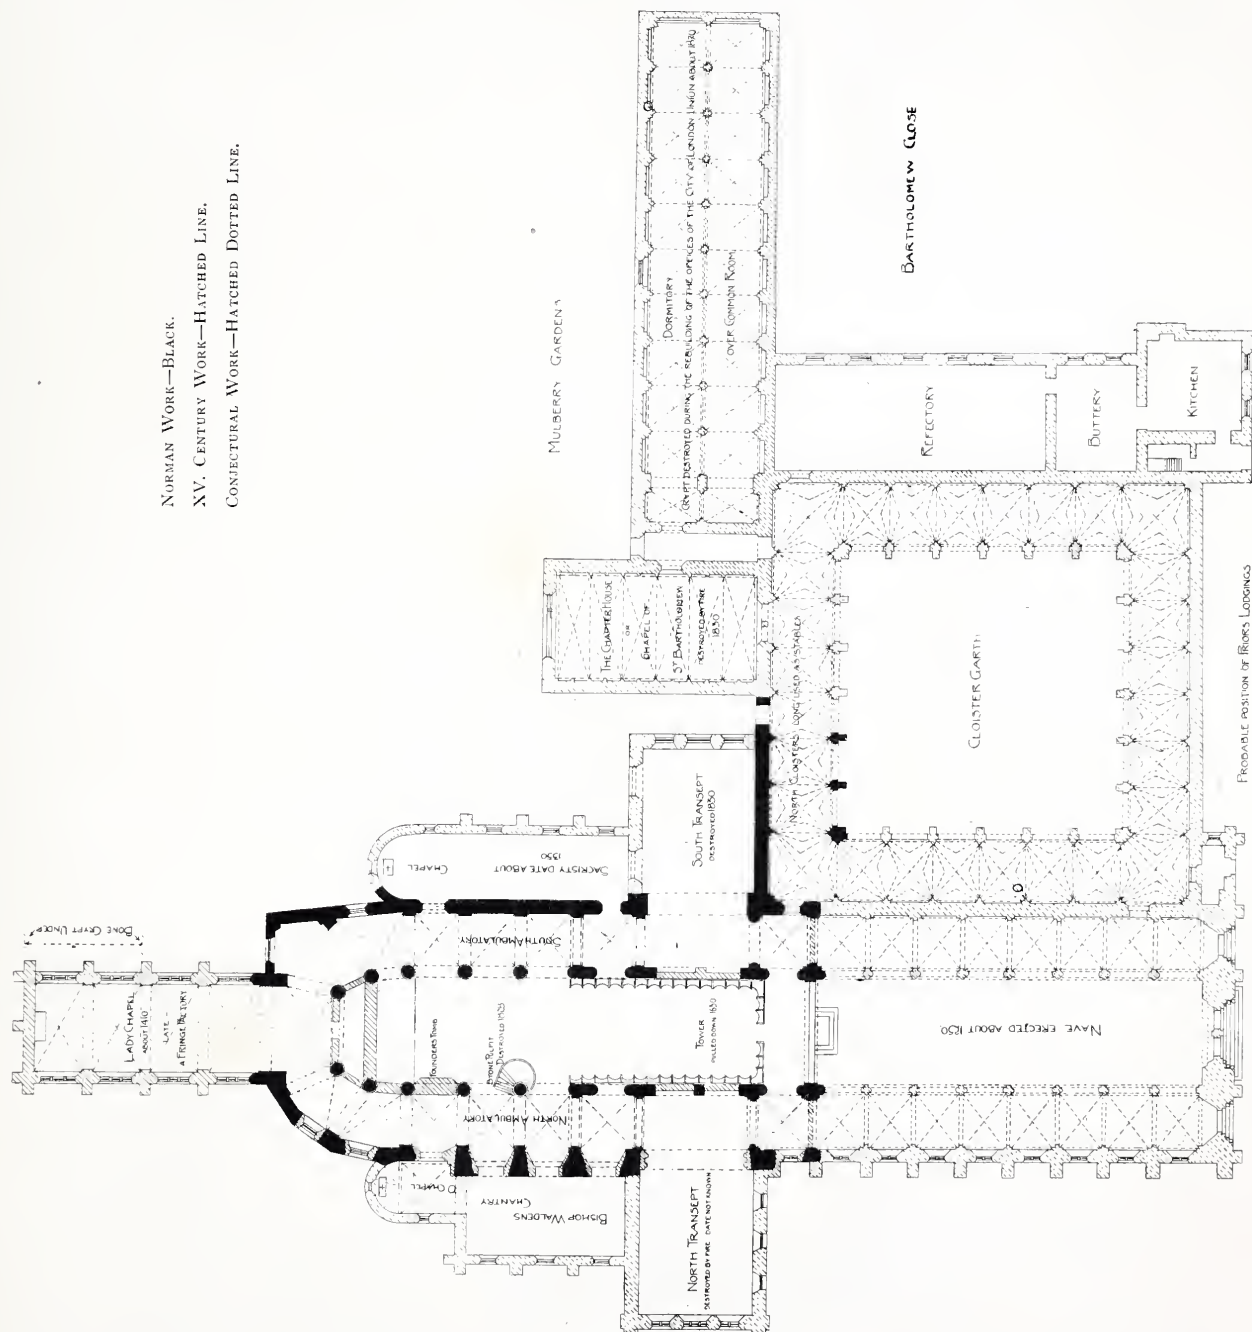 NORMAN WORK—BLACK.
XV. CENTURY WORK—HATCHED LINE.
CONJECTURAL WORK—HATCHED DOTTED LINE.
MULBERRY GARDENS
BARTHOLOMEW CLOSE
DORMITORY
CRYPT DESTROYED DURING THE REBUILDING OF THE OFFICES OF THE CITY OF LONDON UNION ABOUT 1870
OVER COMMON ROOM
REFECTORY
BUTTERY
KITCHEN
THE CHAPTER HOUSE
OR
CHAPEL OF
ST BARTHOLOMEW
DESTROYED BY FIRE
1830
NORTH CLOISTERS LONG USED AS STABLES
CLOISTER GARTH
PROBABLE POSITION OF PRIORS LODGINGS
SOUTH TRANSEPT
DESTROYED 1830
SACRISTY DATE ABOUT
1350
CHAPEL
BONE CRYPT UNDER
LADY CHAPEL
ABOUT 1410
LATE
A FRINGE FACTORY
SOUTH AMBULATORY
FOUNDERS TOMB
STONE PULPIT
DESTROYED 1828
TOWER
PULLED DOWN
NORTH AMBULATORY
NAVE ERECTED ABOUT
CHAPEL
BISHOP WALDENS
CHANTRY
NORTH TRANSEPT
DESTROYED BY FIRE DATE NOT KNOWN